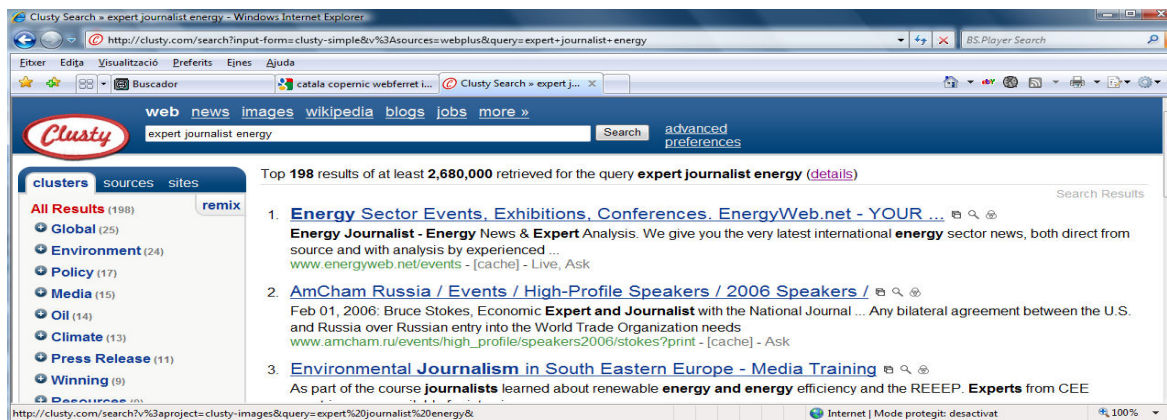 Clusty Search » expert journalist energy - Windows Internet Explorer
http://clusty.com/search?input-form=clusty-simple&v%3Asources=webplus&query=expert+journalist+energy
BS.Player Search
Fitxer Edita Visualització Preferits Eines Ajuda
Buscador
catala copernic webferret i...
Clusty Search » expert j...
web news images wikipedia blogs jobs more »
Clusty
expert journalist energy
Search
advanced
preferences
clusters sources sites
Top 198 results of at least 2,680,000 retrieved for the query expert journalist energy (details)
Search Results
All Results (198)
remix
Global (25)
Environment (24)
Policy (17)
Media (15)
Oil (14)
Climate (13)
Press Release (11)
Winning (9)
1. Energy Sector Events, Exhibitions, Conferences. EnergyWeb.net - YOUR ...
Energy Journalist - Energy News & Expert Analysis. We give you the very latest international energy sector news, both direct from
source and with analysis by experienced ...
www.energyweb.net/events - [cache] - Live, Ask
2. AmCham Russia / Events / High-Profile Speakers / 2006 Speakers /
Feb 01, 2006: Bruce Stokes, Economic Expert and Journalist with the National Journal ... Any bilateral agreement between the U.S.
and Russia over Russian entry into the World Trade Organization needs
www.amcham.ru/events/high_profile/speakers2006/stokes?print - [cache] - Ask
3. Environmental Journalism in South Eastern Europe - Media Training
As part of the course journalists learned about renewable energy and energy efficiency and the REEEP. Experts from CEE
http://clusty.com/search?v%3aproject=clusty-images&query=expert%20journalist%20energy&
Internet | Mode protegit: desactivat
100%